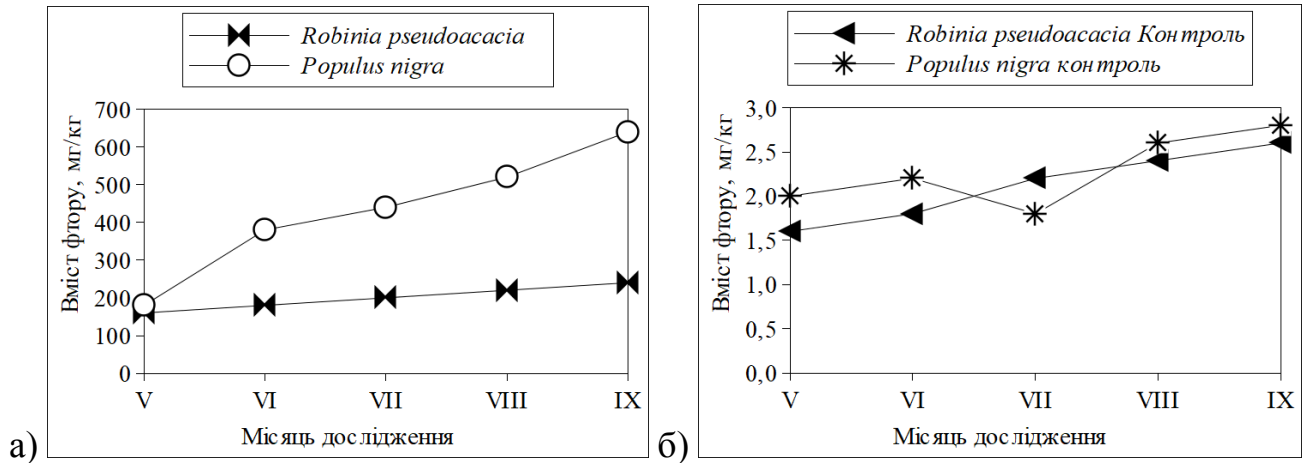 Robinia pseudoacacia
Populus nigra
Вміст фтору, мг/кг
700
600
500
400
300
200
100
0
V VI VII VIII IX
Місяць дослідження
а)
Robinia pseudoacacia Контроль
Populus nigra контроль
Вміст фтору, мг/кг
3,0
2,5
2,0
1,5
1,0
0,5
0,0
V VI VII VIII IX
Місяць дослідження
б)